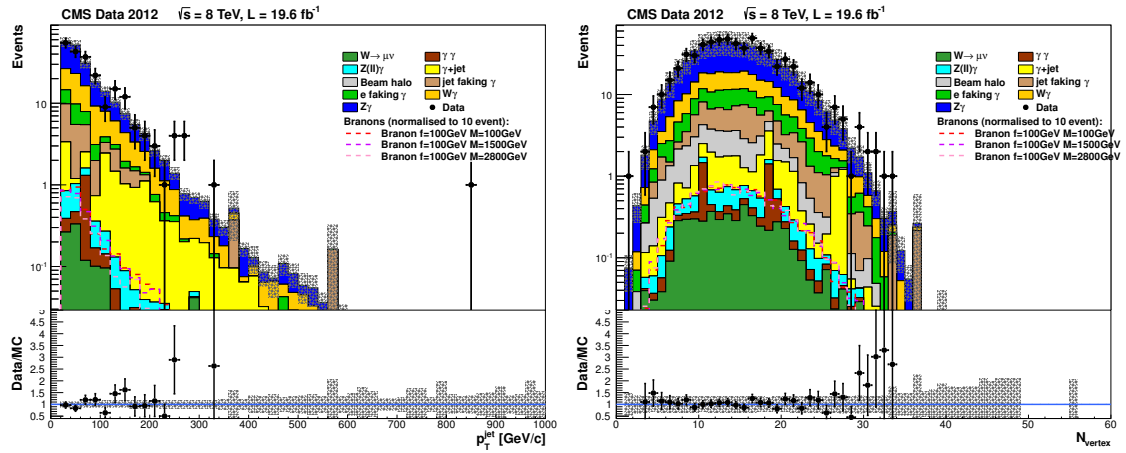 CMS Data 2012 √s = 8 TeV, L = 19.6 fb⁻¹
Events
W→ μν
γ γ
Z(ll)γ
γ+jet
Beam halo
jet faking γ
e faking γ
Wγ
Zγ
Data
Branons (normalised to 10 event):
Branon f=100GeV M=100GeV
Branon f=100GeV M=1500GeV
Branon f=100GeV M=2800GeV
10
1
10⁻¹
Data/MC
5
4.5
4
3.5
3
2.5
2
1.5
1
0.5
0 100 200 300 400 500 600 700 800 900 1000
p_T^jet [GeV/c]
CMS Data 2012 √s = 8 TeV, L = 19.6 fb⁻¹
Events
W→ μν
γ γ
Z(ll)γ
γ+jet
Beam halo
jet faking γ
e faking γ
Wγ
Zγ
Data
Branons (normalised to 10 event):
Branon f=100GeV M=100GeV
Branon f=100GeV M=1500GeV
Branon f=100GeV M=2800GeV
10
1
10⁻¹
Data/MC
5
4.5
4
3.5
3
2.5
2
1.5
1
0.5
0 10 20 30 40 50 60
N_vertex